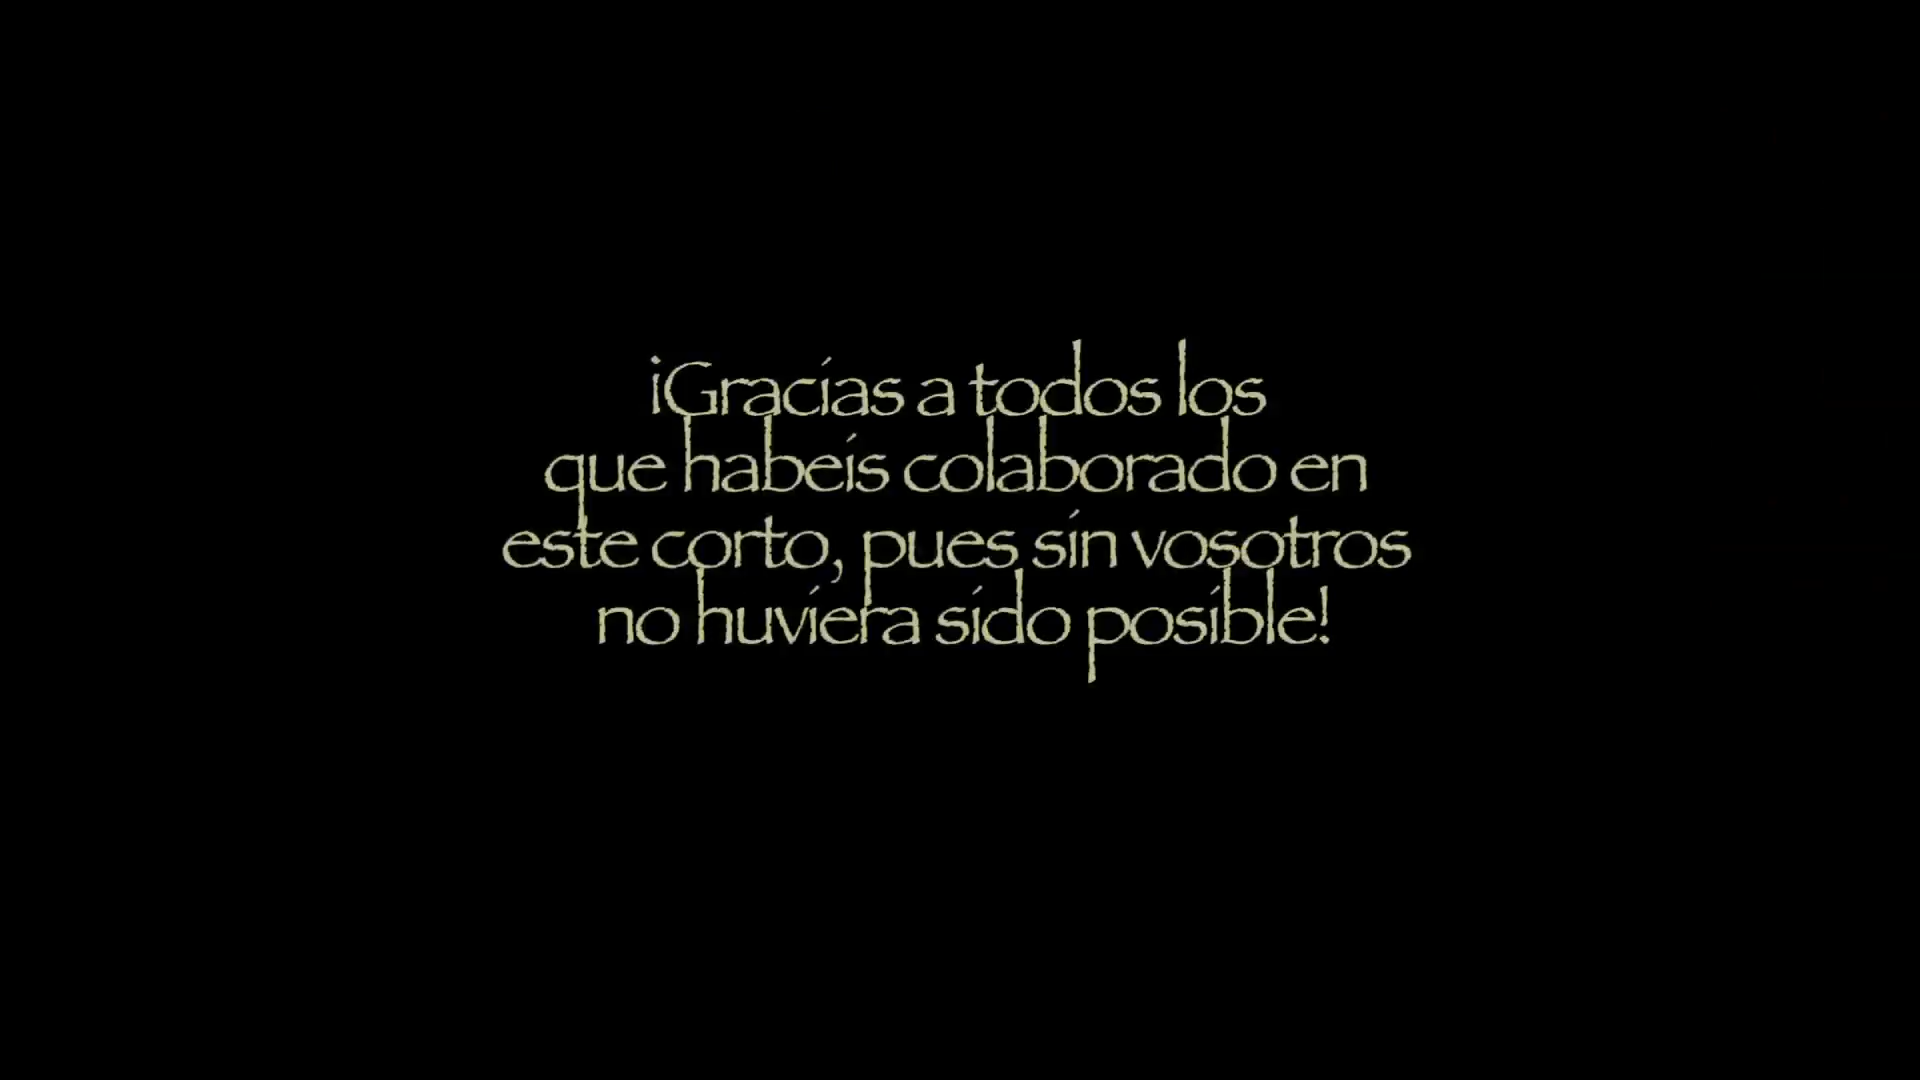 ¡Gracias a todos los
que habeis colaborado en
este corto, pues sin vosotros
no huviera sido posible!